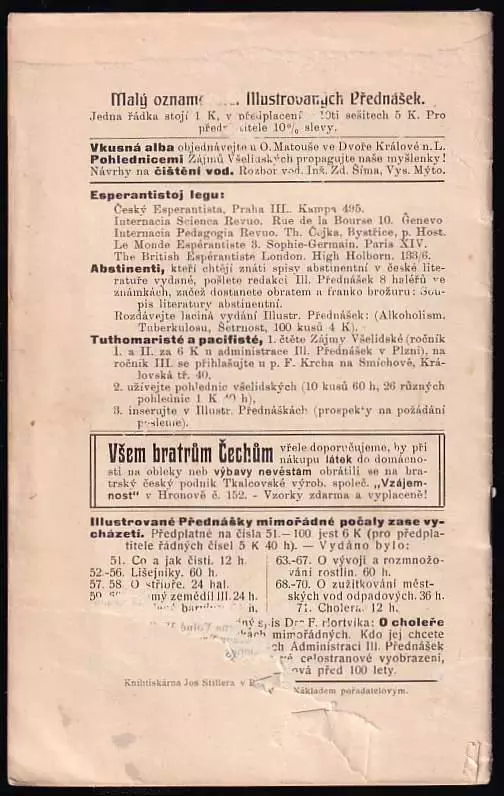 Malý oznam Illustrovaných Přednášek.
Jedna řádka stojí 1 K, v předplacení sešitech 5 K. Pro
10% slevy.
Vkusná alba objednávejte u O. Matouše ve Dvoře Králové n. L.
Pohlednicemi Zájmů Všelidských propagujte naše myšlenky!
Návrhy na čištění vod. Rozbor vod. Inž. Zd. Šíma, Vys. Mýto.
Esperantistoj legu:
Český Esperantista, Praha III. Kampa 495.
Internacia Scienca Revuo. Rue de la Bourse 10. Ĝenevo
Internacia Pedagogia Revuo. Th. Čejka, Bystřice, p. Host.
Le Monde Espérantiste 3. Sophie-Germain. Paris XIV.
The British Espérantiste London. High Holborn. 133/6.
Abstinenti, kteří chtějí znáti spisy abstinentní v české lite-
ratuře vydané, pošlete redakci Ill. Přednášek 8 haléřů ve
známkách, začež dostanete obratem a franko brožuru: Sou-
pis literatury abstinentní.
Rozdávejte laciná vydání Illustr. Přednášek: (Alkoholism,
Tuberkulosu, Šetrnost, 100 kusů 4 K).
Tuthomaristé a pacifisté, 1. čtěte Zájmy Všelidské (ročník
I. a II. za 6 K u administrace Ill. Přednášek v Plzni), na
ročník III. se přihlašujte u p. F. Krcha na Smíchově, Krá-
lovská tř. 40.
2. užívejte pohlednic všelidských (10 kusů 60 h, 26 různých
pohlednic 1 K h),
3. inserujte v Illustr. Přednáškách (prospekty na požádání
pošleme).
Všem bratrům Čechům vřele doporučujeme, by při
nákupu látek do domácno-
sti na obleky neb výbavy nevěstám obrátili se na bra-
trský český podnik Tkalcovské výrob. společ. „Vzájem-
nost" v Hronově č. 152. - Vzorky zdarma a vyplaceně!
Illustrované Přednášky mimořádné počaly zase vy-
cházeti. Předplatné na čísla 51.—100. jest 6 K (pro předpla-
titele řádných čísel 5 K 40 h). — Vydáno bylo:
51. Co a jak čisti. 12 h.
52.-56. Lišejníky. 60 h.
57. 58. O stříbře. 24 hal.
zemědíl III. 24 h.
h.
63.-67. O vývoji a rozmnožo-
vání rostlin. 60 h.
68.-70. O zužitkování měst-
ských vod odpadových. 36 h.
71. Cholera. 12 h.
spis Dra F. O choleře
mimořádných. Kdo jej chcete
Administraci Ill. Přednášek
celostranové vyobrazení,
před 100 lety.
Knihtiskárna Jos Stillera v
Nákladem pořadatelovým.